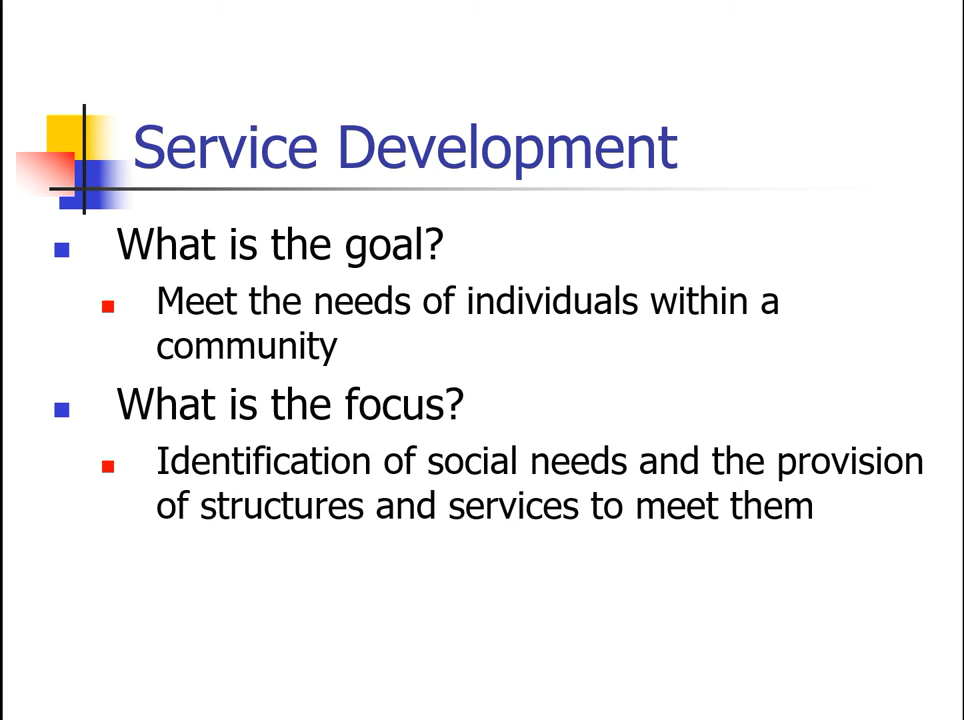 Service Development
What is the goal?
Meet the needs of individuals within a
community
What is the focus?
Identification of social needs and the provision
of structures and services to meet them